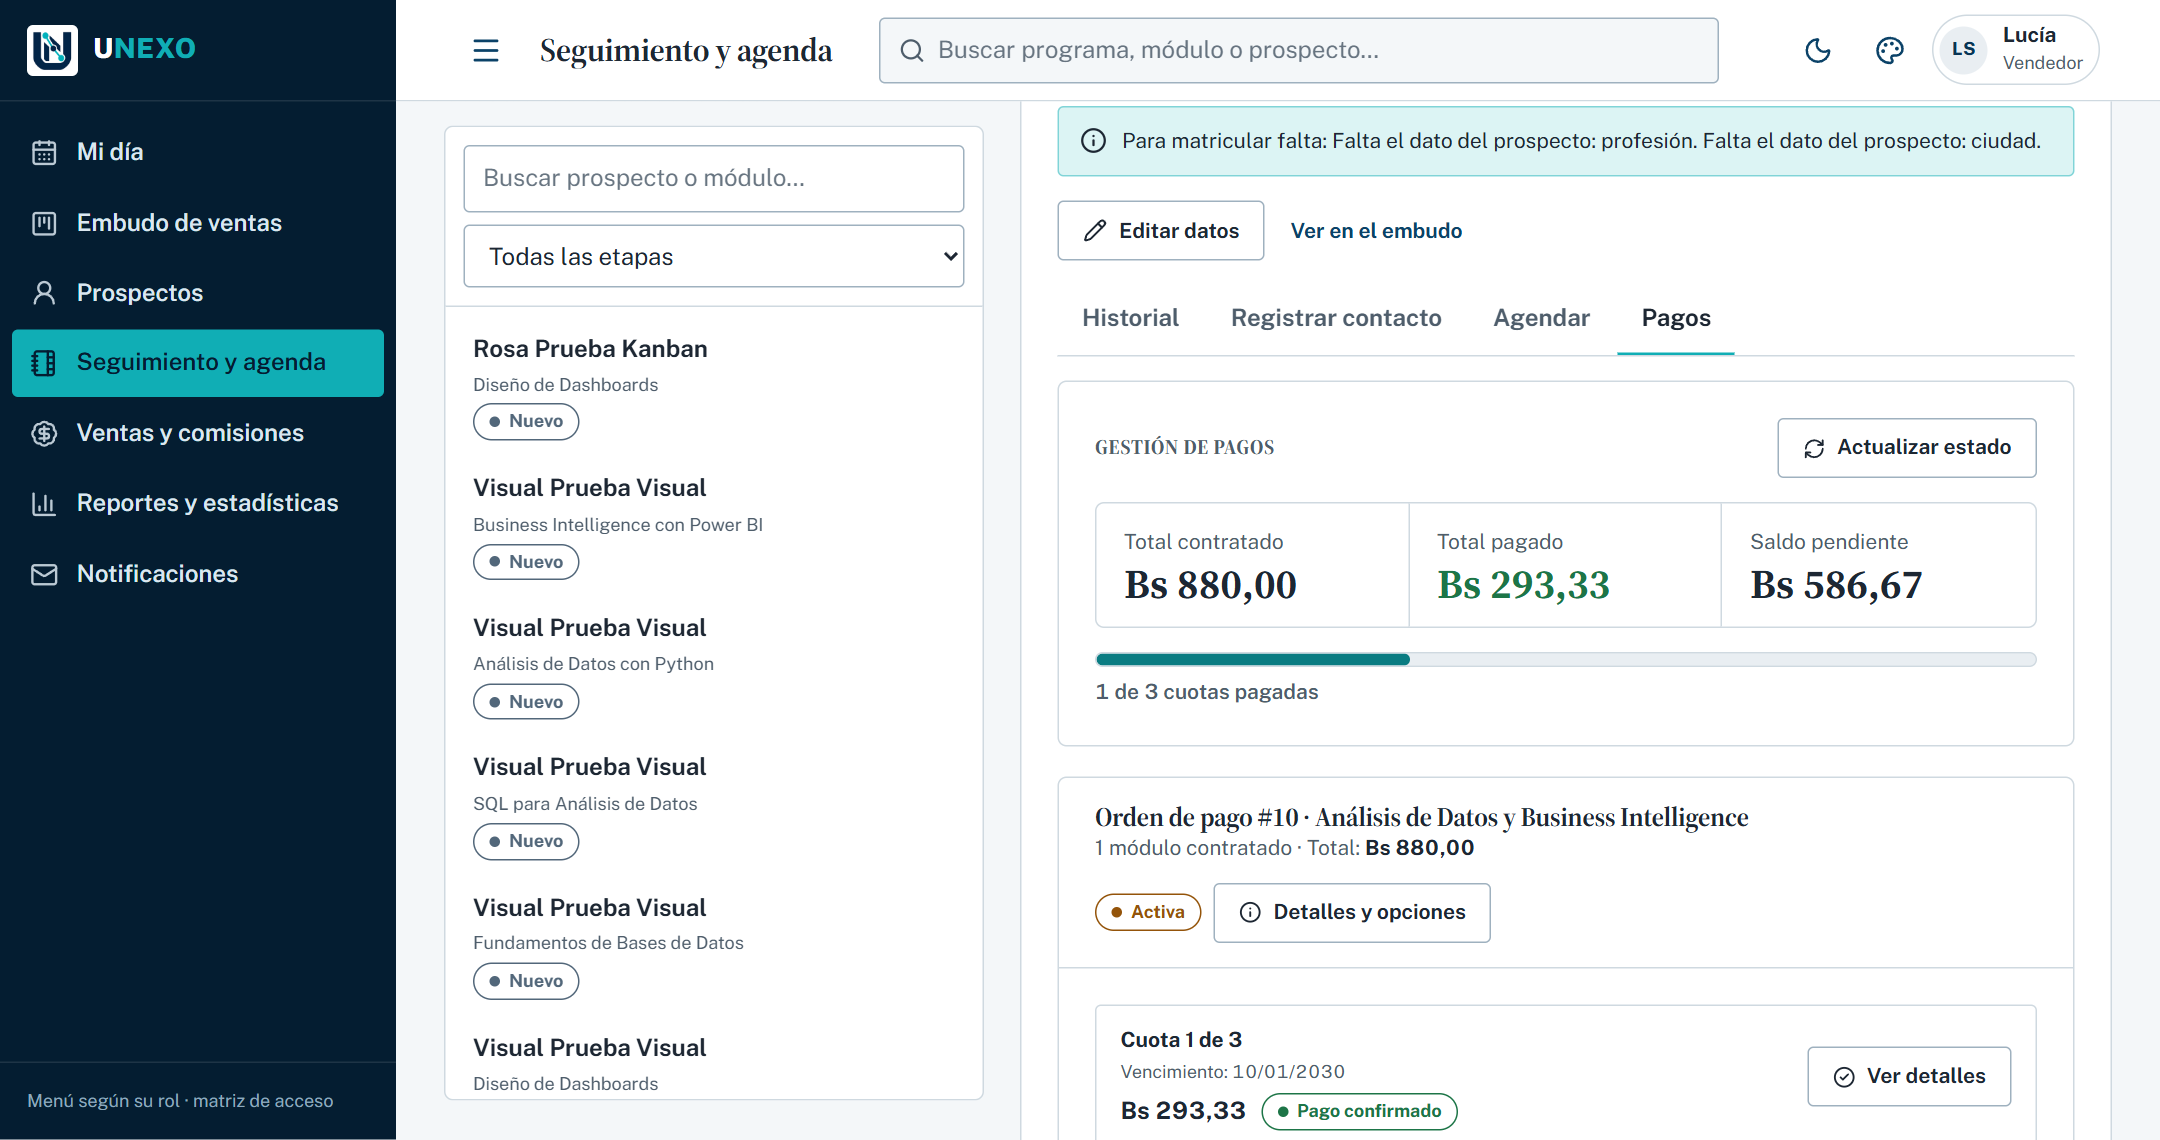 UNEXO
Seguimiento y agenda
Buscar programa, módulo o prospecto...
LS
Lucía
Vendedor
Mi día
Embudo de ventas
Prospectos
Seguimiento y agenda
Ventas y comisiones
Reportes y estadísticas
Notificaciones
Menú según su rol · matriz de acceso
Buscar prospecto o módulo...
Todas las etapas
Rosa Prueba Kanban
Diseño de Dashboards
Nuevo
Visual Prueba Visual
Business Intelligence con Power BI
Nuevo
Visual Prueba Visual
Análisis de Datos con Python
Nuevo
Visual Prueba Visual
SQL para Análisis de Datos
Nuevo
Visual Prueba Visual
Fundamentos de Bases de Datos
Nuevo
Visual Prueba Visual
Diseño de Dashboards
Para matricular falta: Falta el dato del prospecto: profesión. Falta el dato del prospecto: ciudad.
Editar datos
Ver en el embudo
Historial
Registrar contacto
Agendar
Pagos
GESTIÓN DE PAGOS
Actualizar estado
Total contratado
Bs 880,00
Total pagado
Bs 293,33
Saldo pendiente
Bs 586,67
1 de 3 cuotas pagadas
Orden de pago #10 · Análisis de Datos y Business Intelligence
1 módulo contratado · Total: Bs 880,00
Activa
Detalles y opciones
Cuota 1 de 3
Vencimiento: 10/01/2030
Bs 293,33
Pago confirmado
Ver detalles